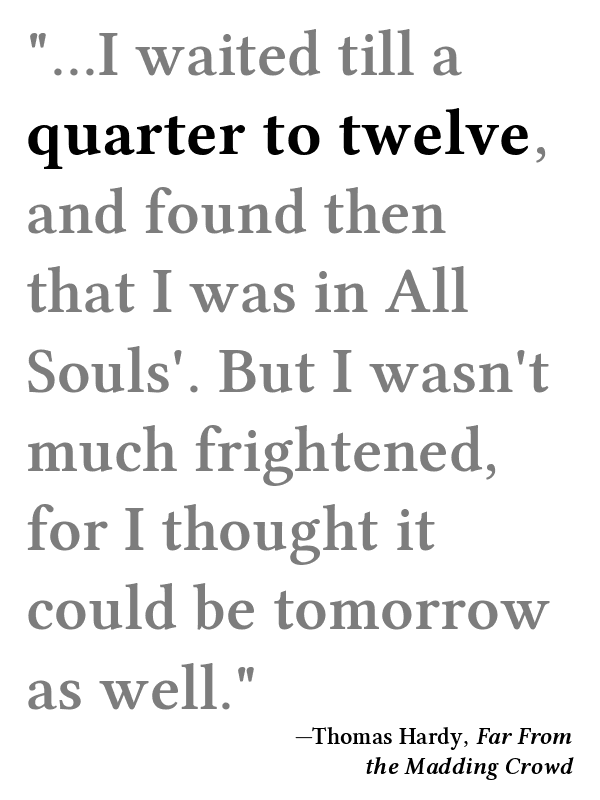 "...I waited till a
quarter to twelve,
and found then
that I was in All
Souls'. But I wasn't
much frightened,
for I thought it
could be tomorrow
as well."
—Thomas Hardy, Far From
the Madding Crowd